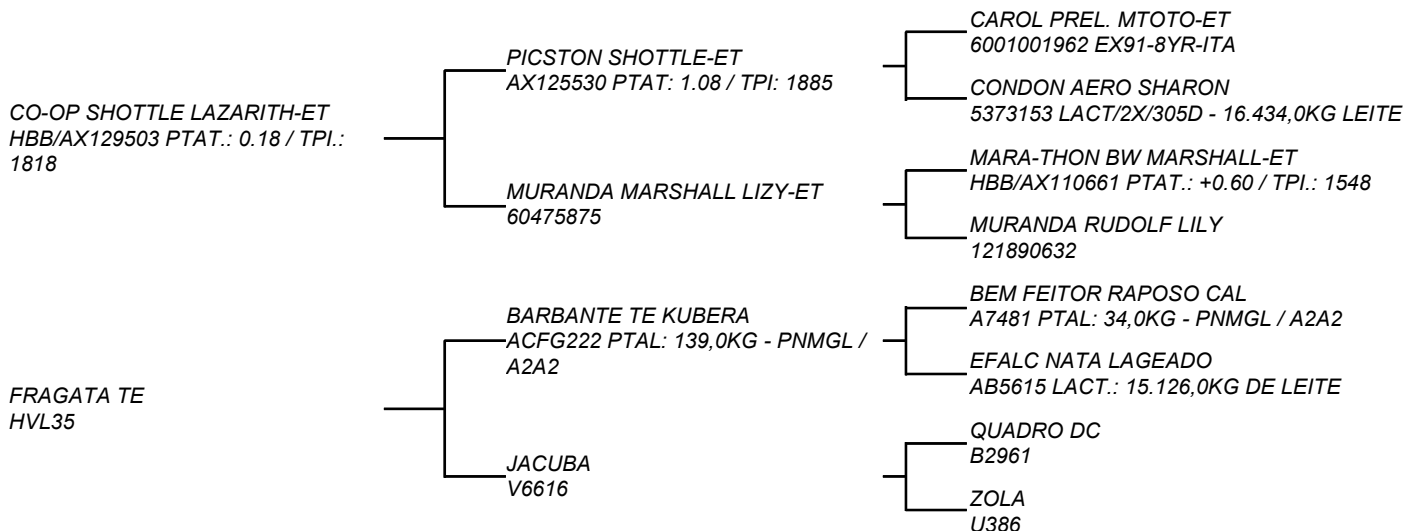 CO-OP SHOTTLE LAZARITH-ET
HBB/AX129503 PTAT.: 0.18 / TPI.:
1818
FRAGATA TE
HVL35
PICSTON SHOTTLE-ET
AX125530 PTAT: 1.08 / TPI: 1885
MURANDA MARSHALL LIZY-ET
60475875
BARBANTE TE KUBERA
ACFG222 PTAL: 139,0KG - PNMGL /
A2A2
JACUBA
V6616
CAROL PREL. MTOTO-ET
6001001962 EX91-8YR-ITA
CONDON AERO SHARON
5373153 LACT/2X/305D - 16.434,0KG LEITE
MARA-THON BW MARSHALL-ET
HBB/AX110661 PTAT.: +0.60 / TPI.: 1548
MURANDA RUDOLF LILY
121890632
BEM FEITOR RAPOSO CAL
A7481 PTAL: 34,0KG - PNMGL / A2A2
EFALC NATA LAGEADO
AB5615 LACT.: 15.126,0KG DE LEITE
QUADRO DC
B2961
ZOLA
U386